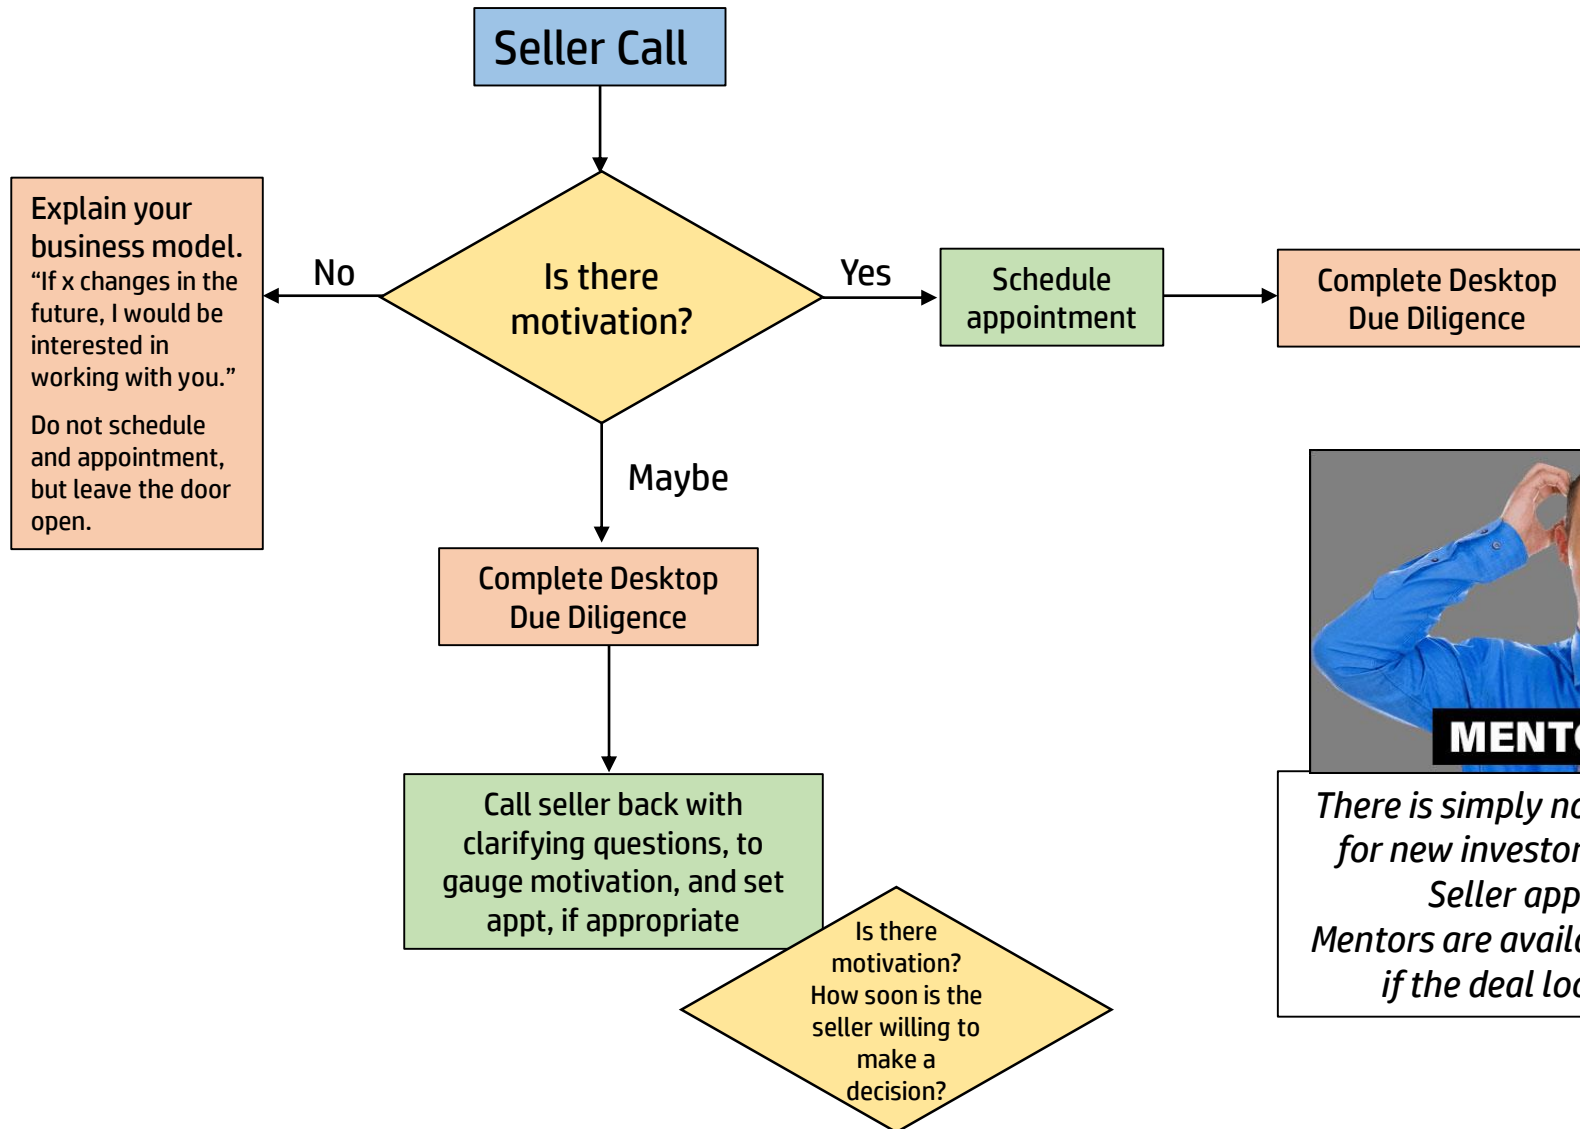 Seller Call
Explain your
business model.
“If x changes in the
future, I would be
interested in
working with you.”
Do not schedule
and appointment,
but leave the door
open.
No
Is there
motivation?
Yes
Schedule
appointment
Complete Desktop
Due Diligence
Maybe
Complete Desktop
Due Diligence
Call seller back with
clarifying questions, to
gauge motivation, and set
appt, if appropriate
Is there
motivation?
How soon is the
seller willing to
make a
decision?
There is simply
for new
Seller
Mentors are
if the deal